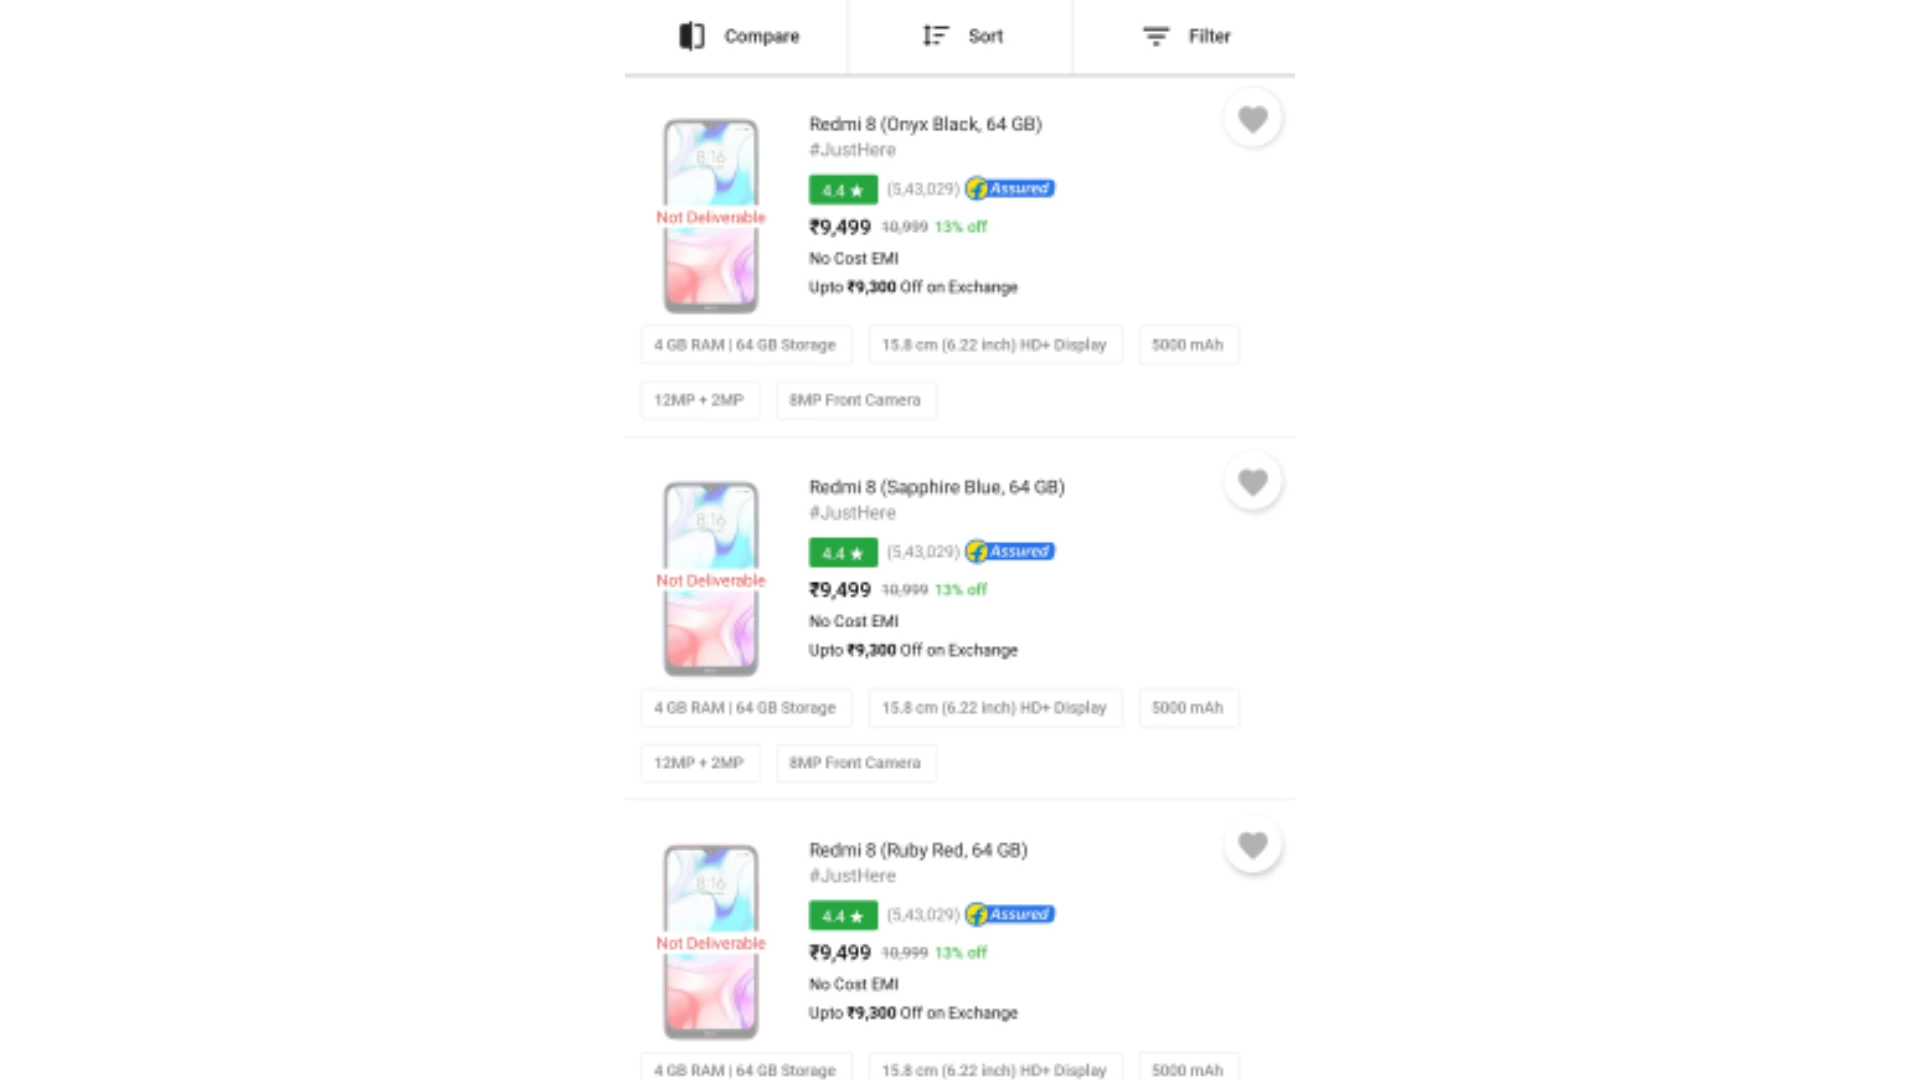 Compare Sort Filter
Redmi 8 (Onyx Black, 64 GB)
#JustHere
4.4 ★ (5,43,029) Assured
8:16
Not Deliverable
₹9,499 10,999 13% off
No Cost EMI
Upto ₹9,300 Off on Exchange
4 GB RAM | 64 GB Storage 15.8 cm (6.22 inch) HD+ Display 5000 mAh
12MP + 2MP 8MP Front Camera
Redmi 8 (Sapphire Blue, 64 GB)
#JustHere
8:16
4.4 ★ (5,43,029) Assured
Not Deliverable
₹9,499 10,999 13% off
No Cost EMI
Upto ₹9,300 Off on Exchange
4 GB RAM | 64 GB Storage 15.8 cm (6.22 inch) HD+ Display 5000 mAh
12MP + 2MP 8MP Front Camera
Redmi 8 (Ruby Red, 64 GB)
#JustHere
8:16
4.4 ★ (5,43,029) Assured
Not Deliverable
₹9,499 10,999 13% off
No Cost EMI
Upto ₹9,300 Off on Exchange
4 GB RAM | 64 GB Storage 15.8 cm (6.22 inch) HD+ Display 5000 mAh